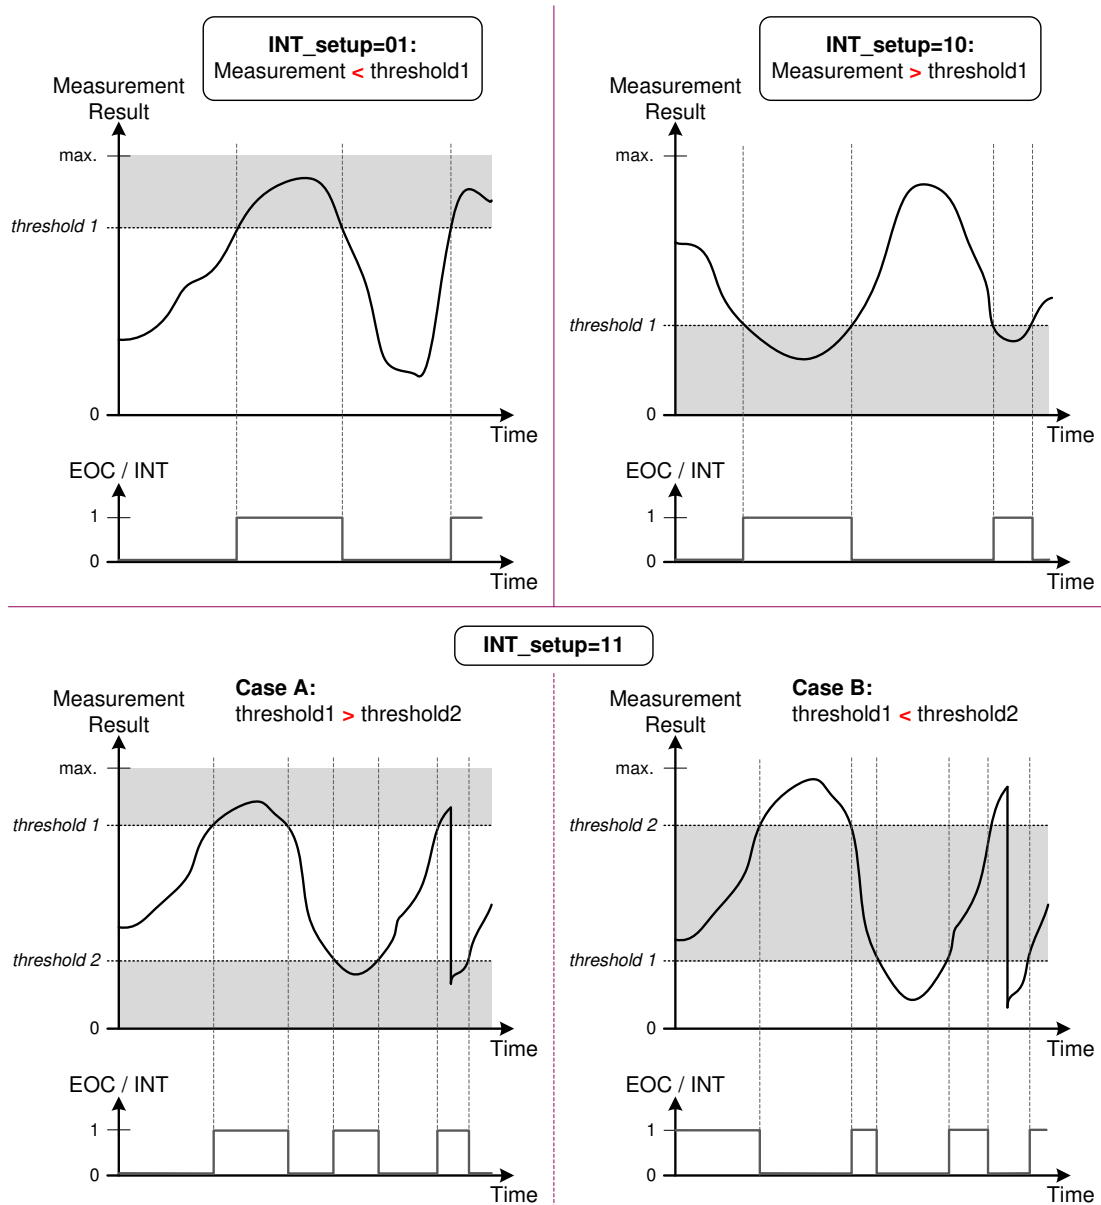 INT_setup=01:
Measurement < threshold1
Measurement
Result
max.
threshold 1
0
Time
EOC / INT
1
0
Time
INT_setup=10:
Measurement > threshold1
Measurement
Result
max.
threshold 1
0
Time
EOC / INT
1
0
Time
INT_setup=11
Case A:
threshold1 > threshold2
Measurement
Result
max.
threshold 1
threshold 2
0
Time
EOC / INT
1
0
Time
Case B:
threshold1 < threshold2
Measurement
Result
max.
threshold 2
threshold 1
0
Time
EOC / INT
1
0
Time